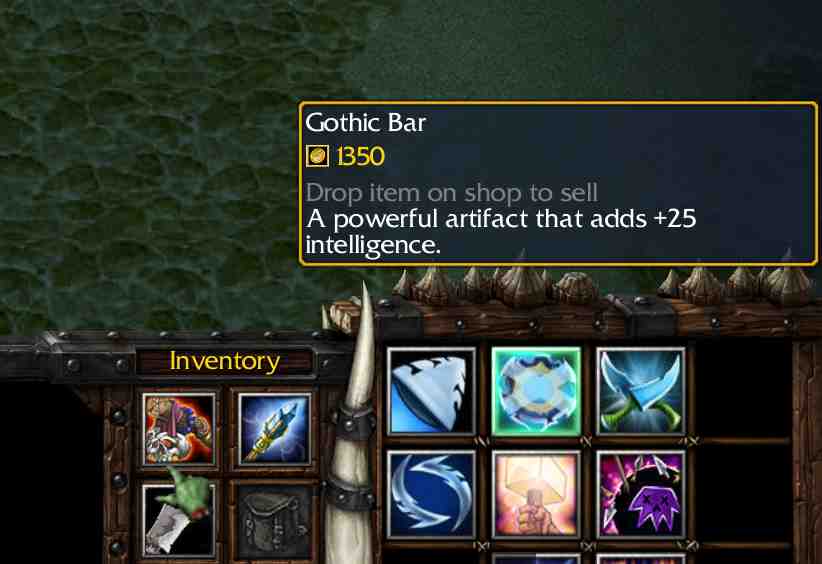 Gothic Bar
1350
Drop item on shop to sell
A powerful artifact that adds +25
intelligence.
Inventory